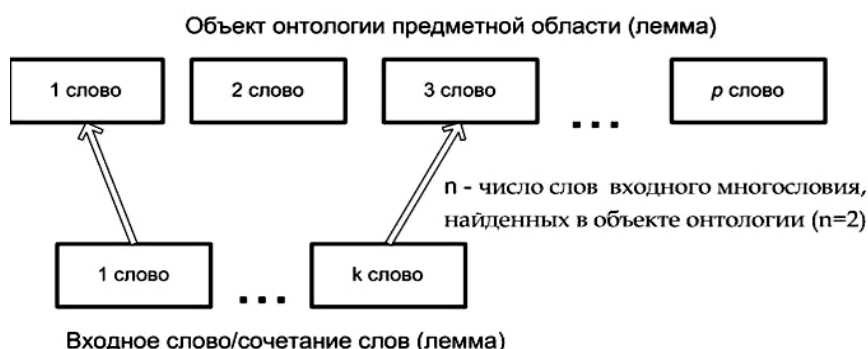 Объект онтологии предметной области (лемма)
1 слово 2 слово 3 слово ... p слово
n - число слов входного многословия,
найденных в объекте онтологии (n=2)
1 слово ... k слово
Входное слово/сочетание слов (лемма)